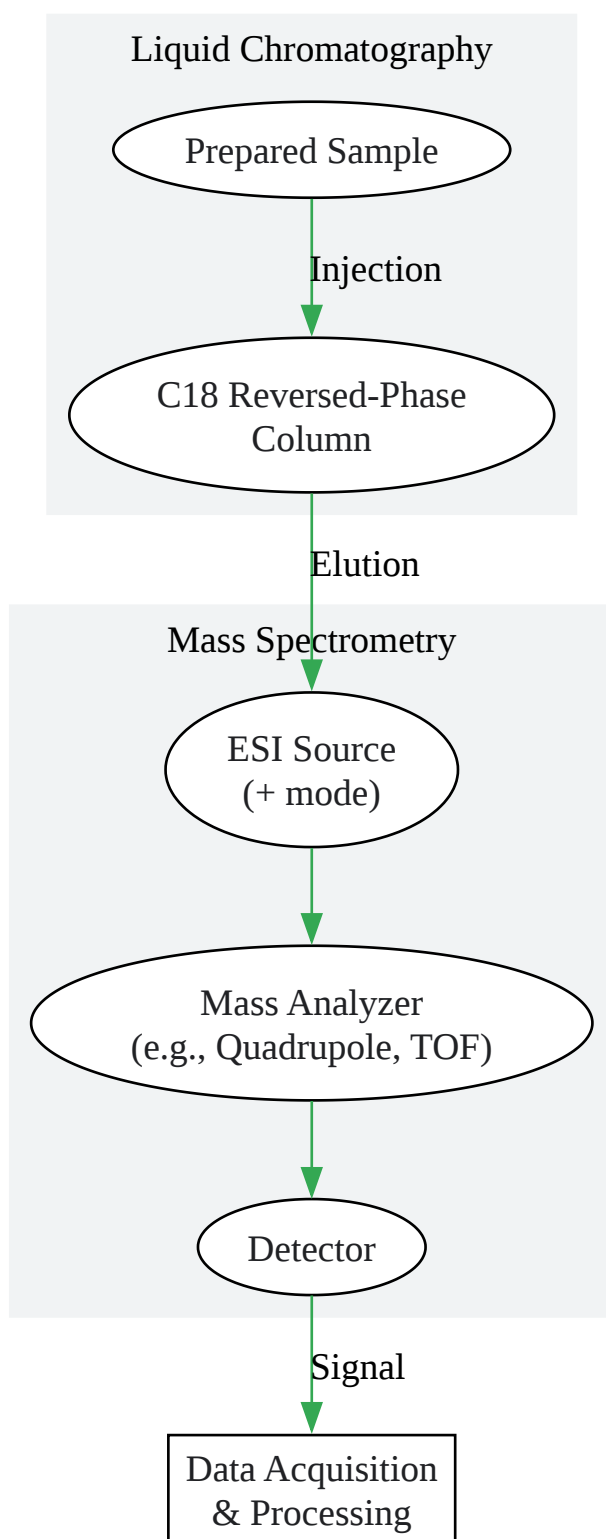 Liquid Chromatography
Prepared Sample
Injection
C18 Reversed-Phase
Column
Elution
Mass Spectrometry
ESI Source
(+ mode)
Mass Analyzer
(e.g., Quadrupole, TOF)
Detector
Signal
Data Acquisition
& Processing